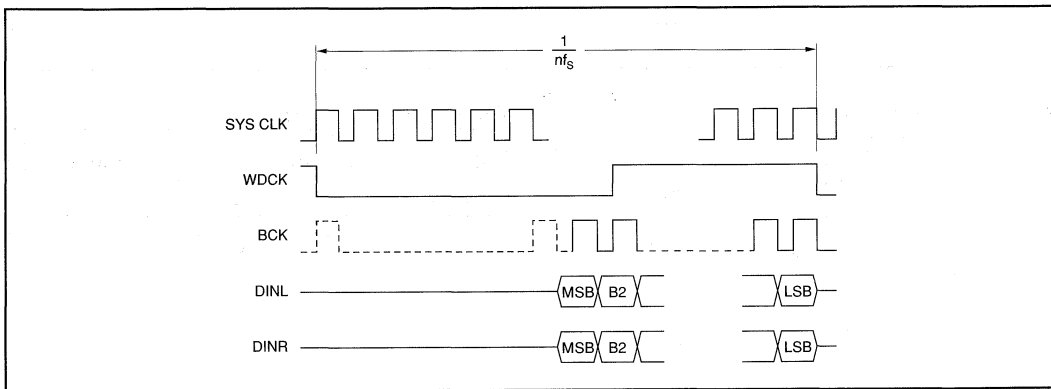 1
nfS
SYS CLK
WDCK
BCK
DINL
MSB B2 LSB
DINR
MSB B2 LSB